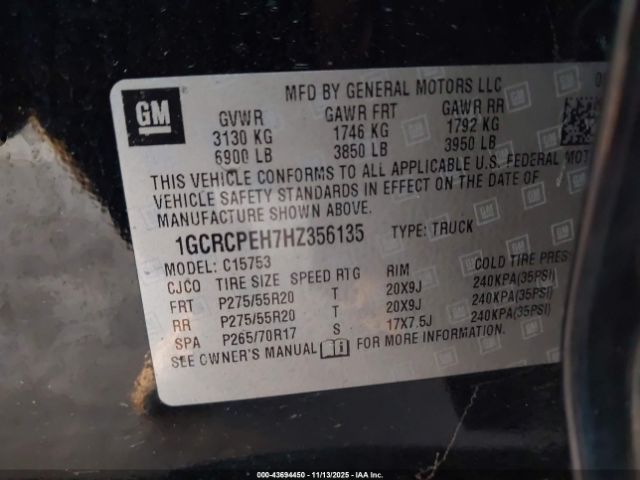 MFD BY GENERAL MOTORS LLC
GM
GVWR GAWR FRT GAWR RR
3130 KG 1746 KG 1792 KG
6900 LB 3850 LB 3950 LB
THIS VEHICLE CONFORMS TO ALL APPLICABLE U.S. FEDERAL
VEHICLE SAFETY STANDARDS IN EFFECT ON THE DATE OF
MANUFACTURE SHOWN ABOVE.
1GCRCPEH7HZ356135 TYPE: TRUCK
MODEL: C15753
CJCO TIRE SIZE SPEED RTG RIM COLD TIRE PRES
FRT P275/55R20 T 20X9J 240KPA(35PSI)
RR P275/55R20 T 20X9J 240KPA(35PSI)
SPA P265/70R17 S 17X7.5J 240KPA(35PSI)
SEE OWNER'S MANUAL FOR MORE INFORMATION.
000-43694450 - 11/13/2025 - IAA Inc.